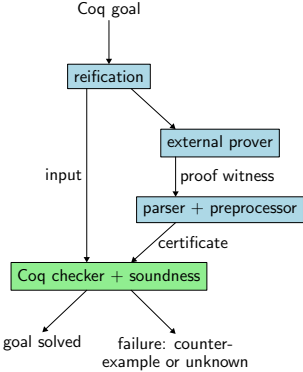 Coq goal
reification
external prover
input
proof witness
parser + preprocessor
certificate
Coq checker + soundness
goal solved
failure: counter-
example or unknown